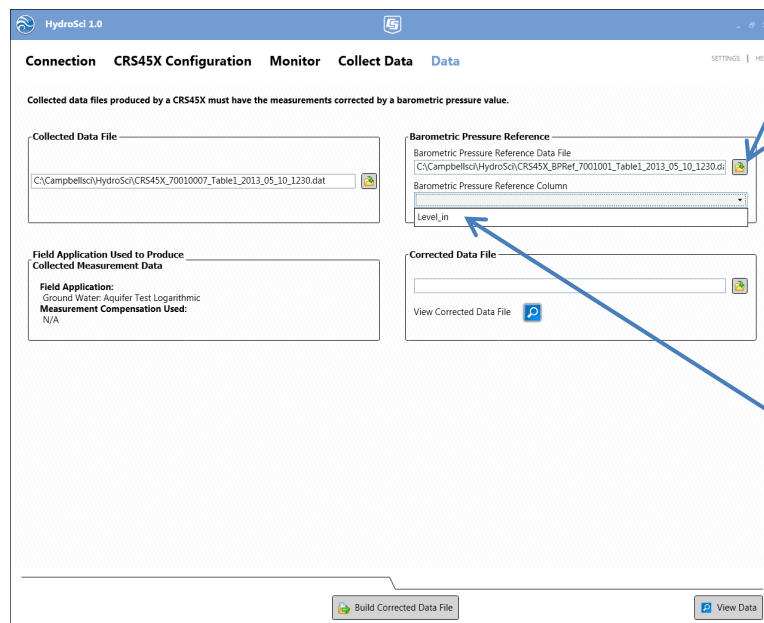 HydroSci 1.0
Connection CRS45X Configuration Monitor Collect Data Data
SETTINGS | HE
Collected data files produced by a CRS45X must have the measurements corrected by a barometric pressure value.
Collected Data File
C:\Campbellsci\HydroSci\CRS45X_70010007_Table1_2013_05_10_1230.dat
Barometric Pressure Reference
Barometric Pressure Reference Data File
C:\Campbellsci\HydroSci\CRS45X_BPRef_7001001_Table1_2013_05_10_1230.da
Barometric Pressure Reference Column
Level_in
Field Application Used to Produce
Collected Measurement Data
Field Application:
Ground Water: Aquifer Test Logarithmic
Measurement Compensation Used:
N/A
Corrected Data File
View Corrected Data File
Build Corrected Data File
View Data